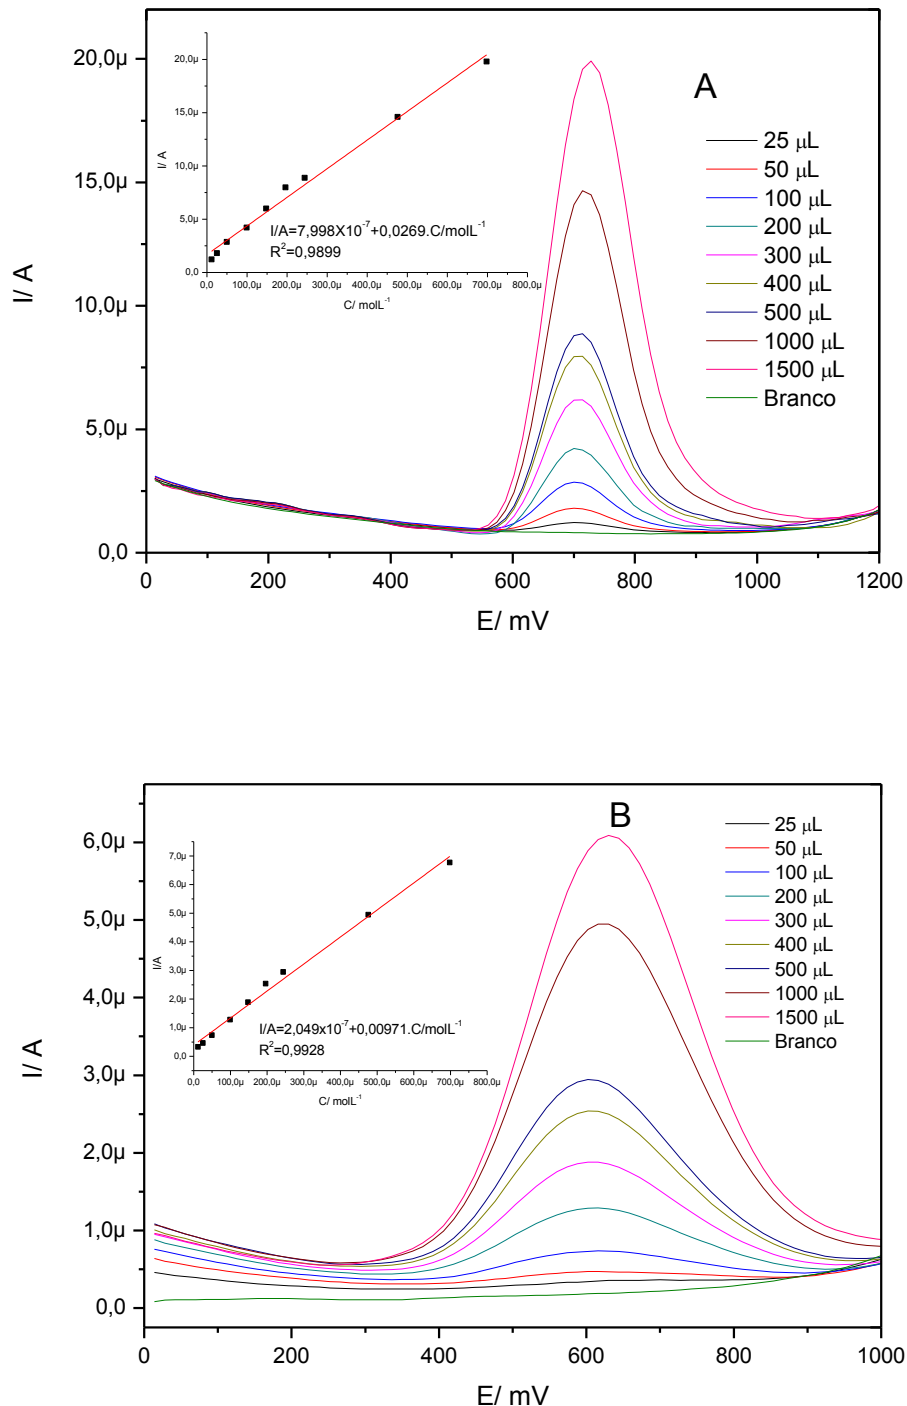 A
20,0µ
15,0µ
10,0µ
5,0µ
0,0
I/ A
0 200 400 600 800 1000 1200
E/ mV
25 µL
50 µL
100 µL
200 µL
300 µL
400 µL
500 µL
1000 µL
1500 µL
Branco
20,0µ
15,0µ
10,0µ
5,0µ
0,0
I/ A
I/A=7,998X10⁻⁷+0,0269.C/molL⁻¹
R²=0,9899
0,0 100,0µ 200,0µ 300,0µ 400,0µ 500,0µ 600,0µ 700,0µ 800,0µ
C/ molL⁻¹
B
6,0µ
5,0µ
4,0µ
3,0µ
2,0µ
1,0µ
0,0
I/ A
0 200 400 600 800 1000
E/ mV
25 µL
50 µL
100 µL
200 µL
300 µL
400 µL
500 µL
1000 µL
1500 µL
Branco
7,0µ
6,0µ
5,0µ
4,0µ
3,0µ
2,0µ
1,0µ
0,0
I/A
I/A=2,049x10⁻⁷+0,00971.C/molL⁻¹
R²=0,9928
0,0 100,0µ 200,0µ 300,0µ 400,0µ 500,0µ 600,0µ 700,0µ 800,0µ
C/ molL⁻¹